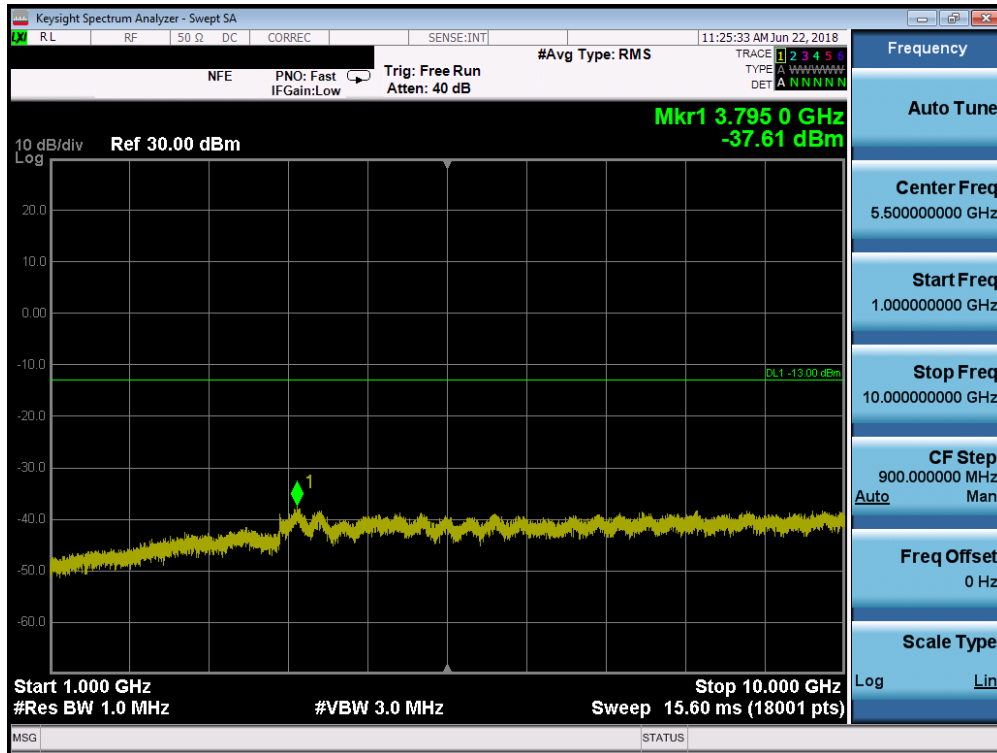 Keysight Spectrum Analyzer - Swept SA
LXI RL RF 50 Ω DC CORREC SENSE:INT 11:25:33 AM Jun 22, 2018
NFE PNO: Fast Trig: Free Run #Avg Type: RMS TRACE 1 2 3 4 5 6
IFGain:Low Atten: 40 dB TYPE A WWWWW
DET A N N N N N
Mkr1 3.795 0 GHz
-37.61 dBm
10 dB/div Ref 30.00 dBm
Log
20.0
10.0
0.00
-10.0
DL1 -13.00 dBm
-20.0
-30.0
1
-40.0
-50.0
-60.0
Start 1.000 GHz Stop 10.000 GHz
#Res BW 1.0 MHz #VBW 3.0 MHz Sweep 15.60 ms (18001 pts)
MSG STATUS
Frequency
Auto Tune
Center Freq
5.500000000 GHz
Start Freq
1.000000000 GHz
Stop Freq
10.000000000 GHz
CF Step
900.000000 MHz
Auto Man
Freq Offset
0 Hz
Scale Type
Log Lin